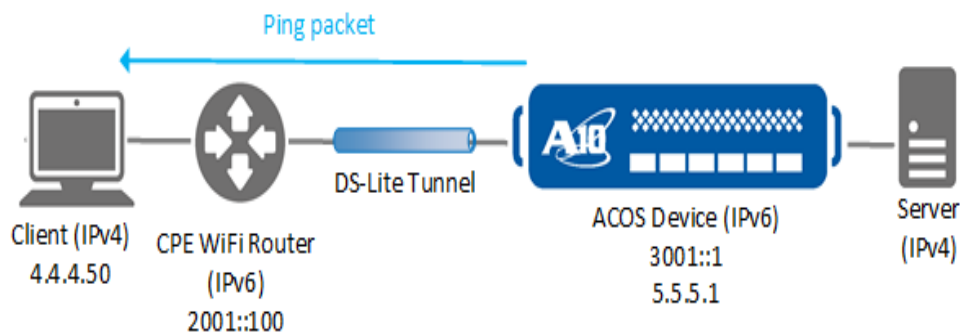 Ping packet
A10
DS-Lite Tunnel
Client (IPv4)
4.4.4.50
CPE WiFi Router
(IPv6)
2001::100
ACOS Device (IPv6)
3001::1
5.5.5.1
Server
(IPv4)